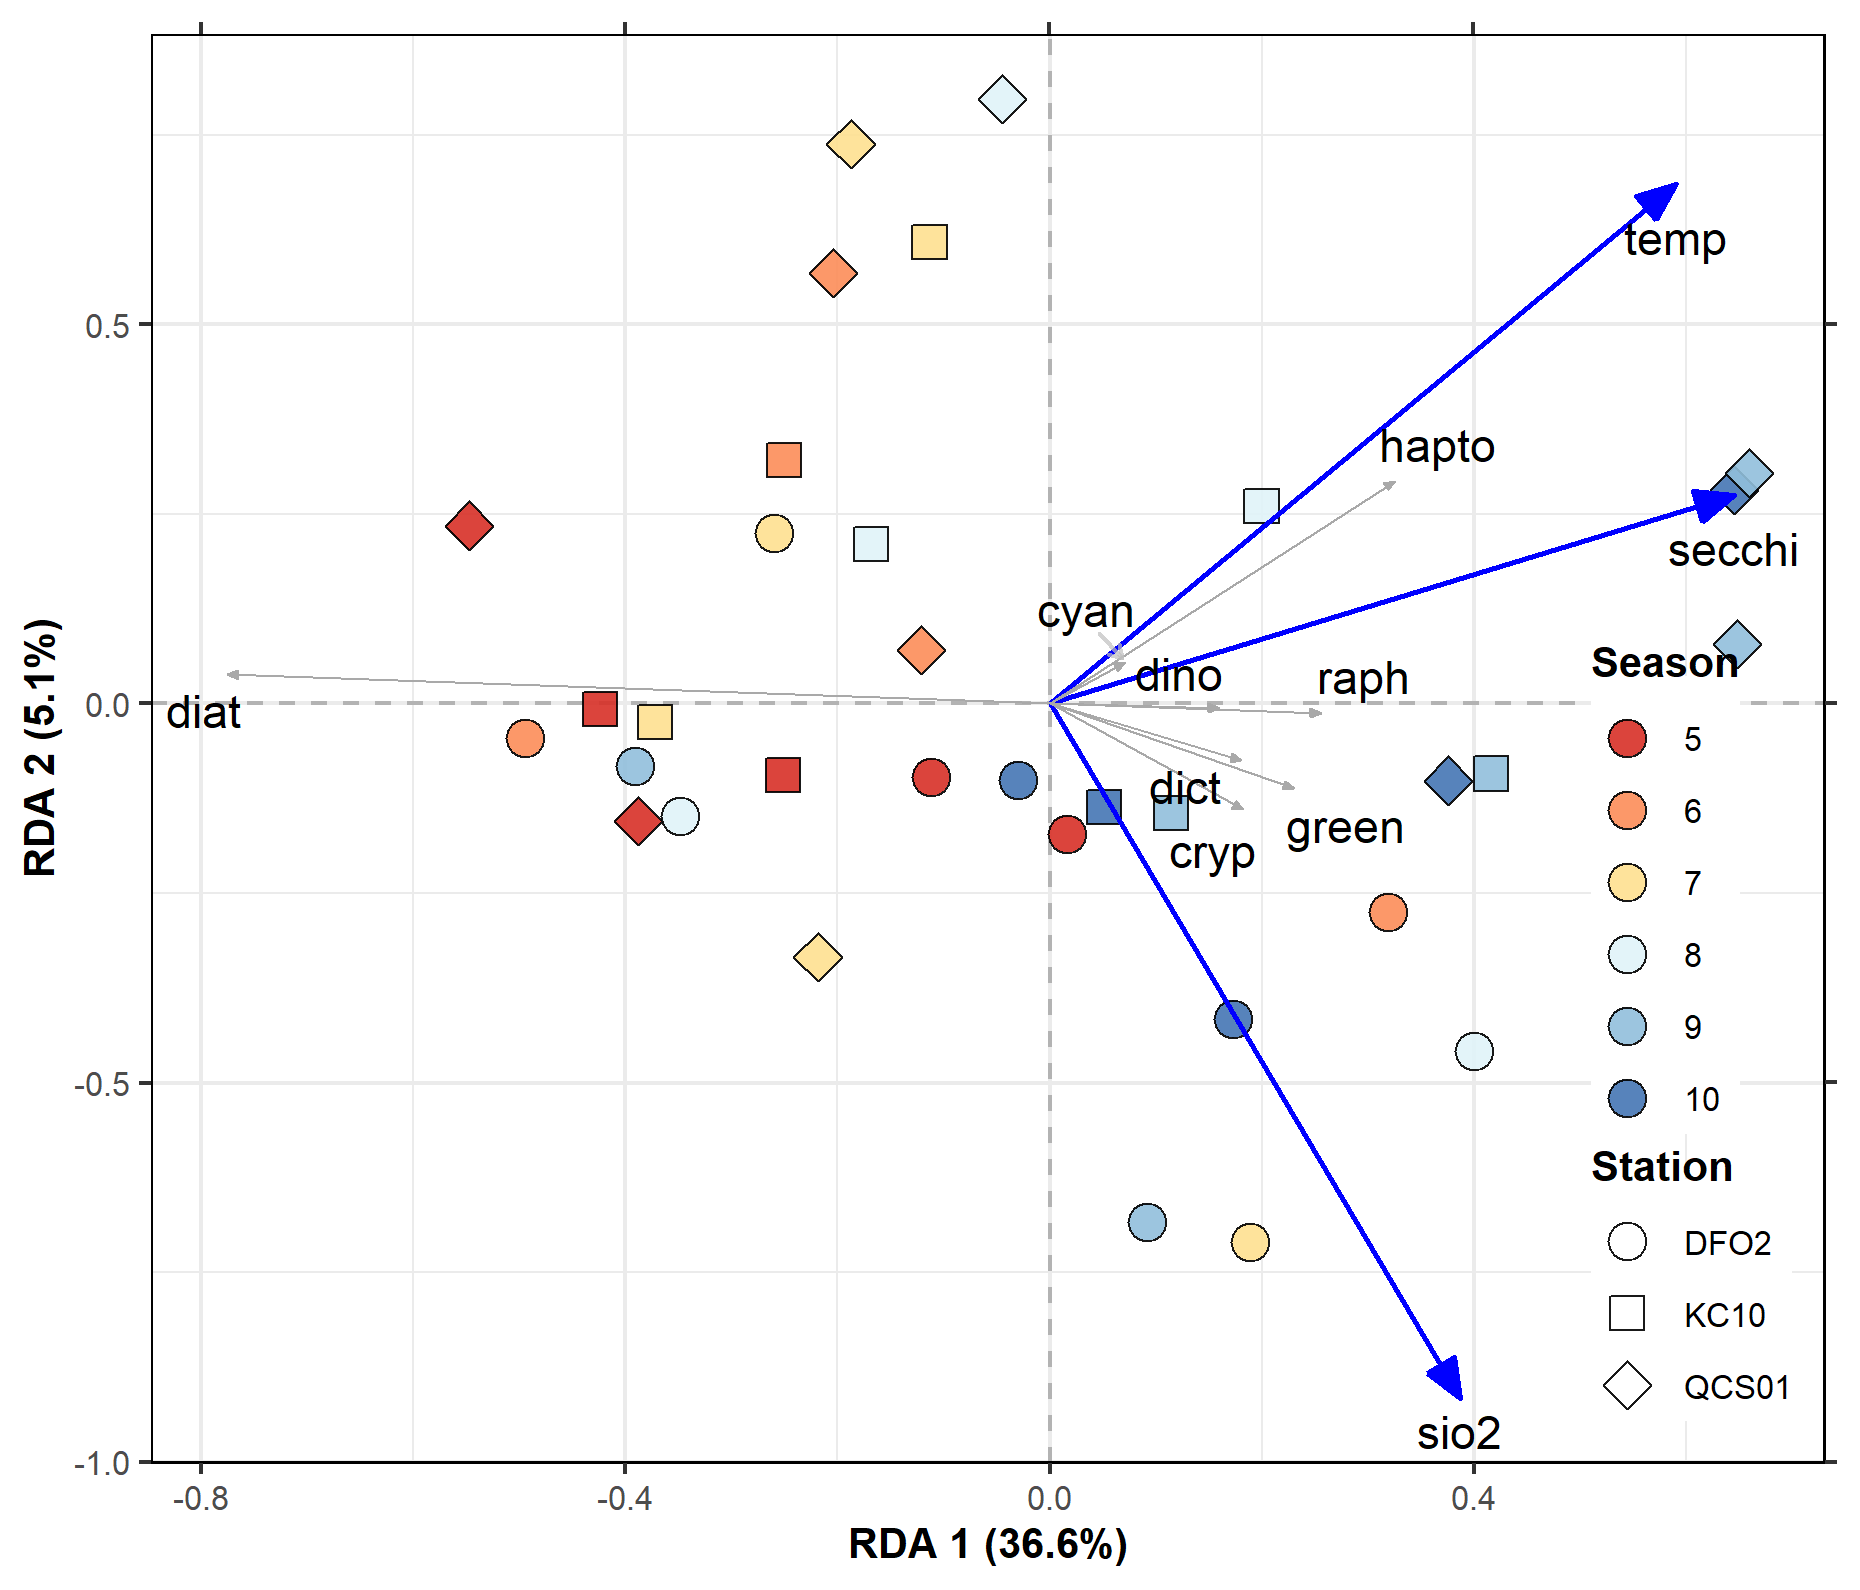 temp
hapto
secchi
cyan
dino
raph
diat
dict
green
cryp
sio2
0.5
0.0
-0.5
-1.0
RDA 2 (5.1%)
-0.8
-0.4
0.0
0.4
RDA 1 (36.6%)
Season
5
6
7
8
9
10
Station
DFO2
KC10
QCS01